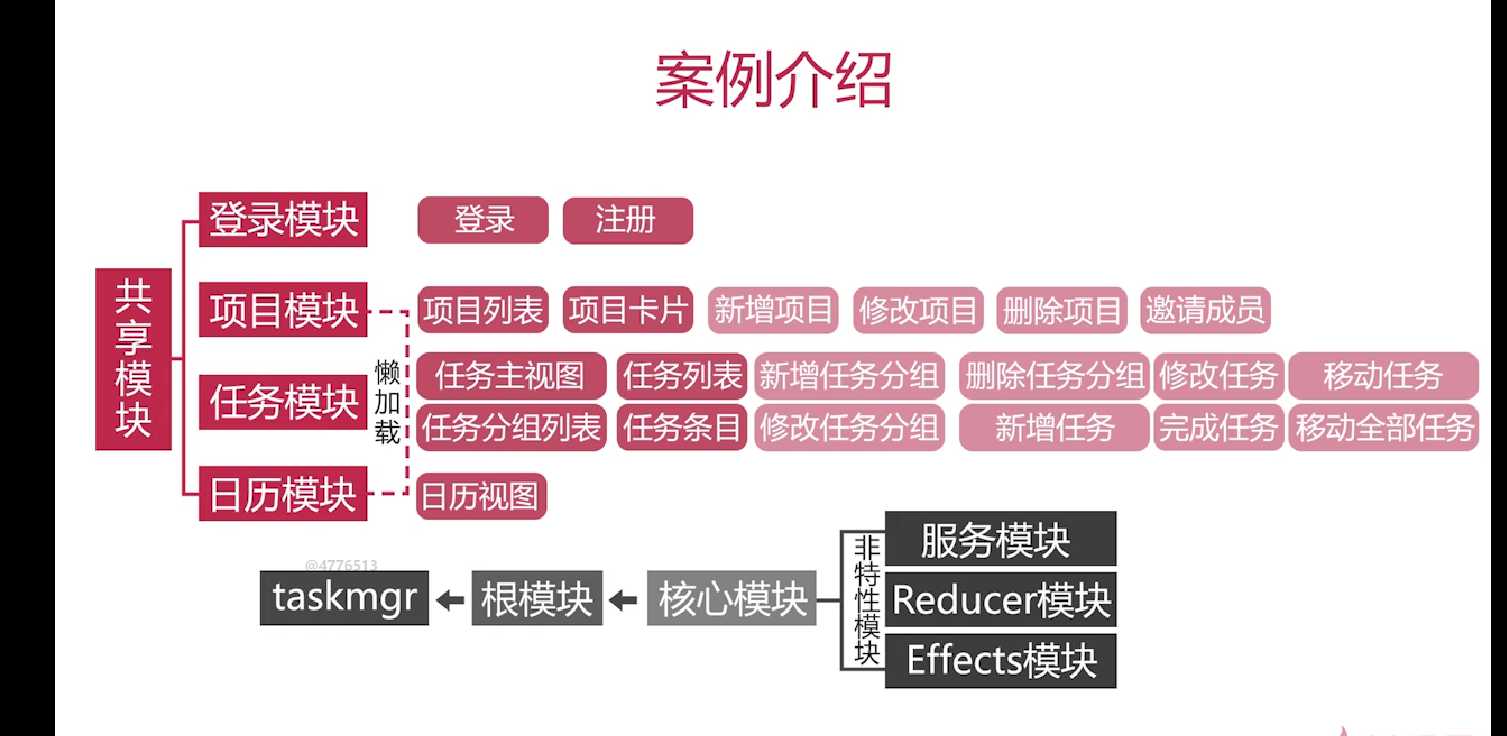 案例介绍
共享模块
登录模块
登录
注册
项目模块
项目列表
项目卡片
新增项目
修改项目
删除项目
邀请成员
任务模块
懒加载
任务主视图
任务列表
新增任务分组
删除任务分组
修改任务
移动任务
任务分组列表
任务条目
修改任务分组
新增任务
完成任务
移动全部任务
日历模块
日历视图
@4776513
taskmgr
根模块
核心模块
非特性模块
服务模块
Reducer模块
Effects模块